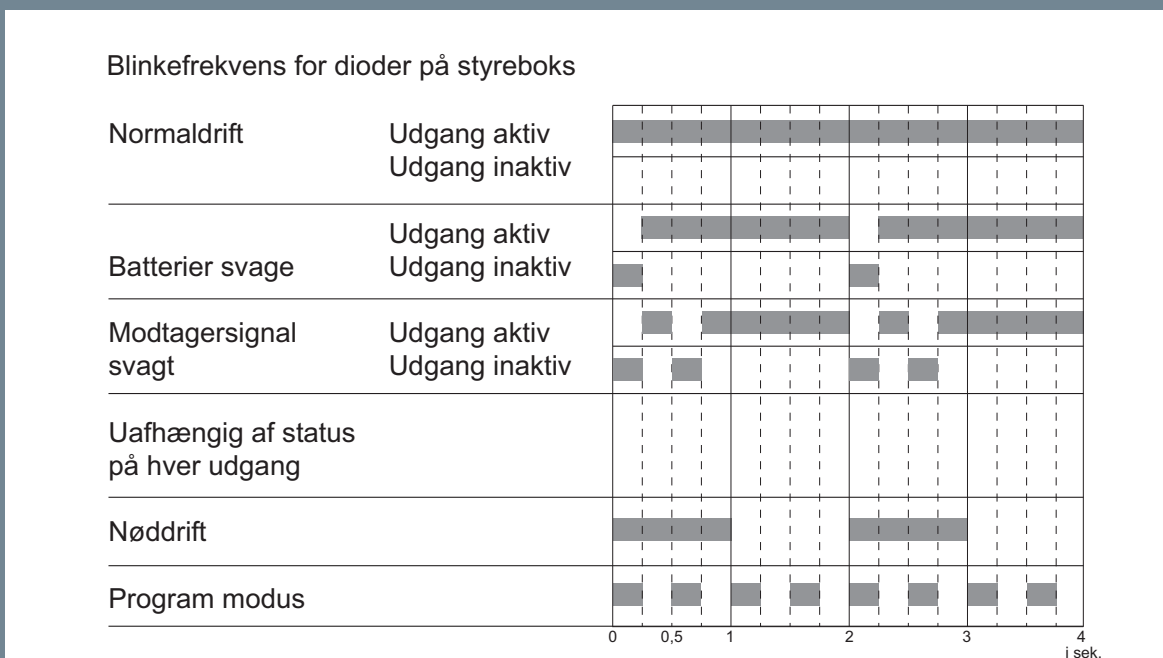 Blinkefrekvens for dioder på styreboks
Normaldrift Udgang aktiv
Udgang inaktiv
Udgang aktiv
Batterier svage Udgang inaktiv
Modtagersignal Udgang aktiv
svagt Udgang inaktiv
Uafhængig af status
på hver udgang
Nøddrift
Program modus
0 0,5 1 2 3 4
i sek.